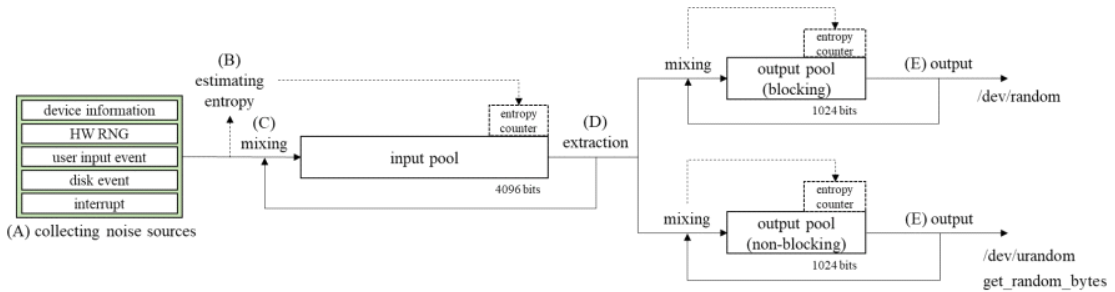 device information
HW RNG
user input event
disk event
interrupt
(A) collecting noise sources
(B)
estimating
entropy
(C)
mixing
entropy
counter
input pool
4096 bits
(D)
extraction
mixing
entropy
counter
output pool
(blocking)
1024 bits
(E) output
/dev/random
mixing
entropy
counter
output pool
(non-blocking)
1024 bits
(E) output
/dev/urandom
get_random_bytes